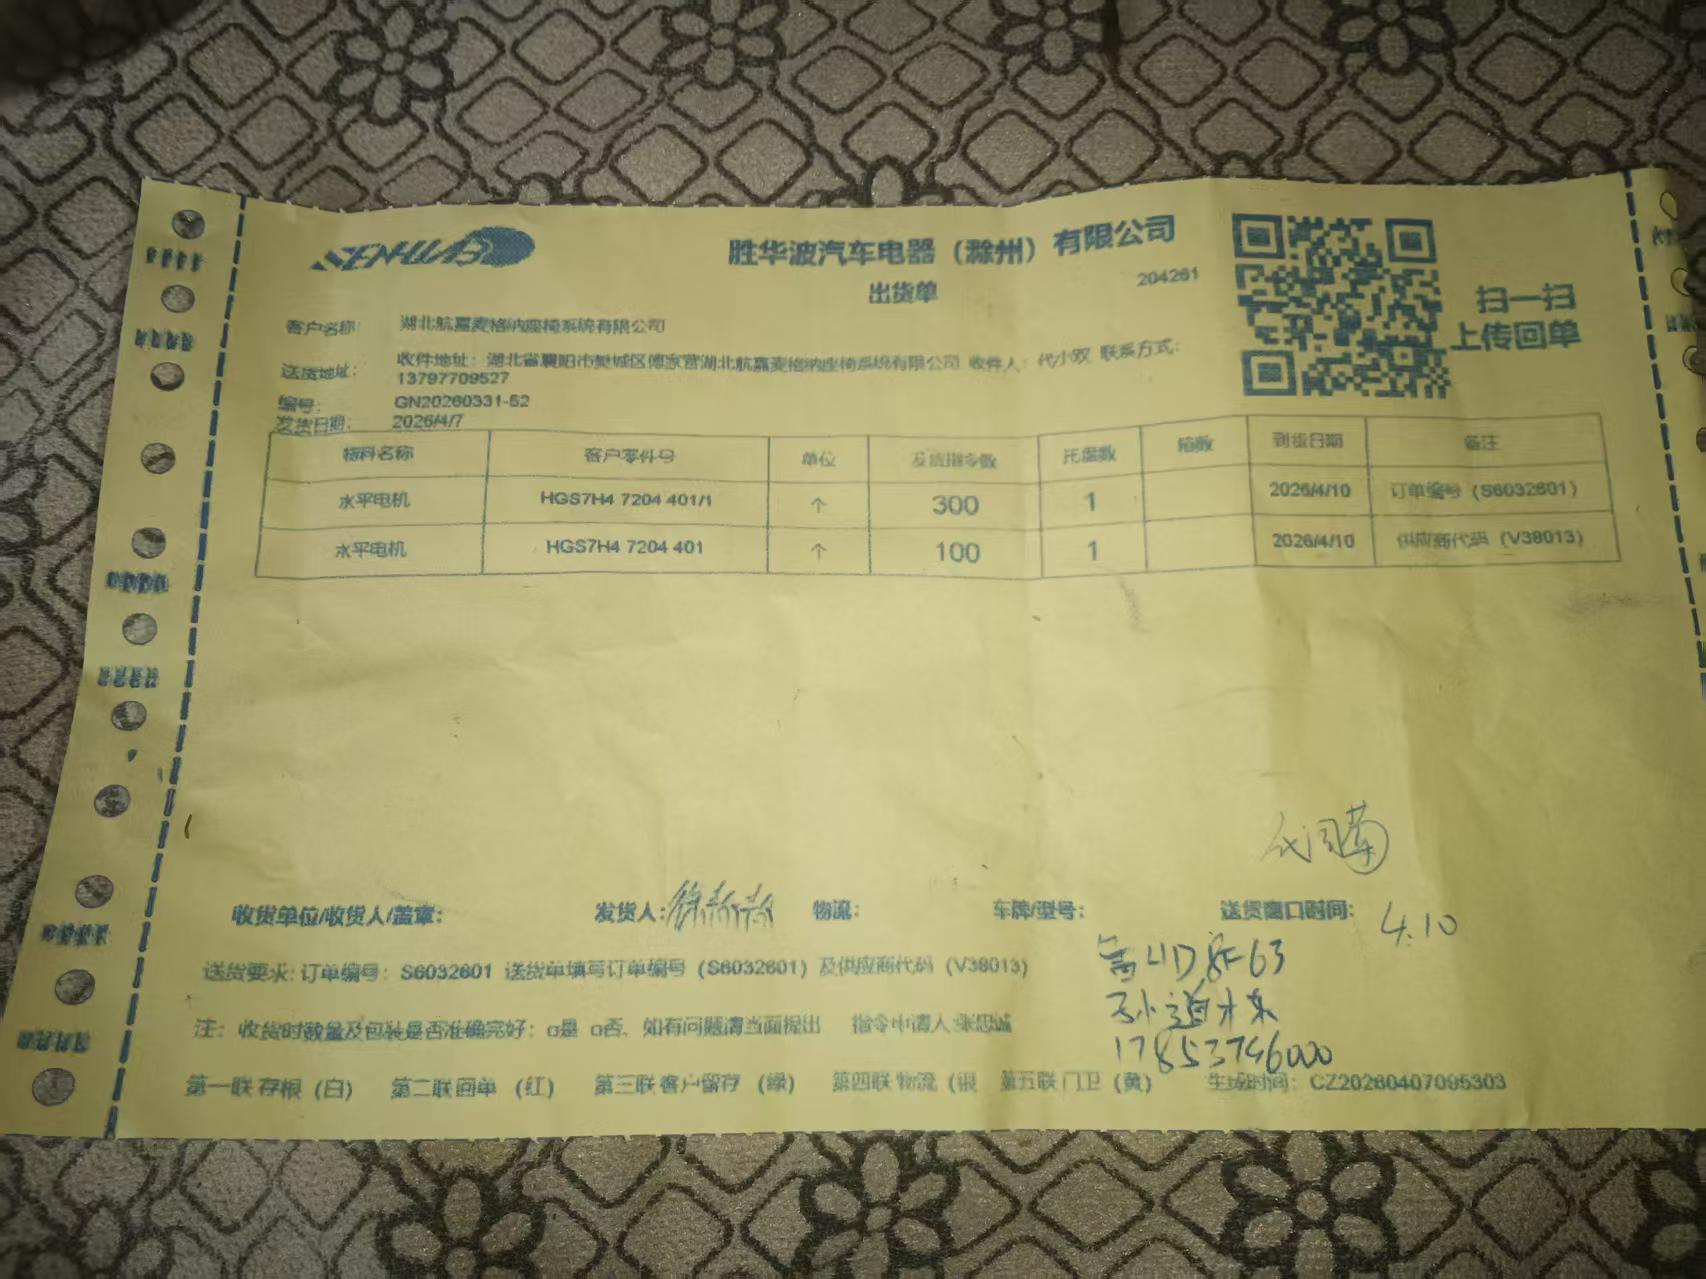 SENHUAB
胜华波汽车电器（滁州）有限公司
出货单
204261
扫一扫
上传回单
客户名称: 湖北航嘉麦格纳座椅系统有限公司
送货地址: 收件地址: 湖北省襄阳市樊城区傅家营湖北航嘉麦格纳座椅系统有限公司 收件人: 代小双 联系方式:
13797709527
编号: GN20260331-52
发货日期: 2026/4/7
物料名称 客户零件号 单位 发货指令数 托盘数 箱数 到货日期 备注
水平电机 HGS7H4 7204 401/1 个 300 1 2026/4/10 订单编号（S6032601）
水平电机 HGS7H4 7204 401 个 100 1 2026/4/10 供应商代码（V38013）
收货单位/收货人/盖章: 发货人: 物流: 车牌/型号: 送货窗口时间: 4.10
8F63
送货要求: 订单编号: S6032601 送货单填写订单编号（S6032601）及供应商代码（V38013）
注: 收货时数量及包装是否准确完好: o是 o否、如有问题请当面提出 指令申请人:张忠诚
17853746000
第一联 存根（白） 第二联 回单（红） 第三联 客户留存（绿） 第四联 物流（银 第五联 门卫（黄） 生成时间: CZ20260407095303